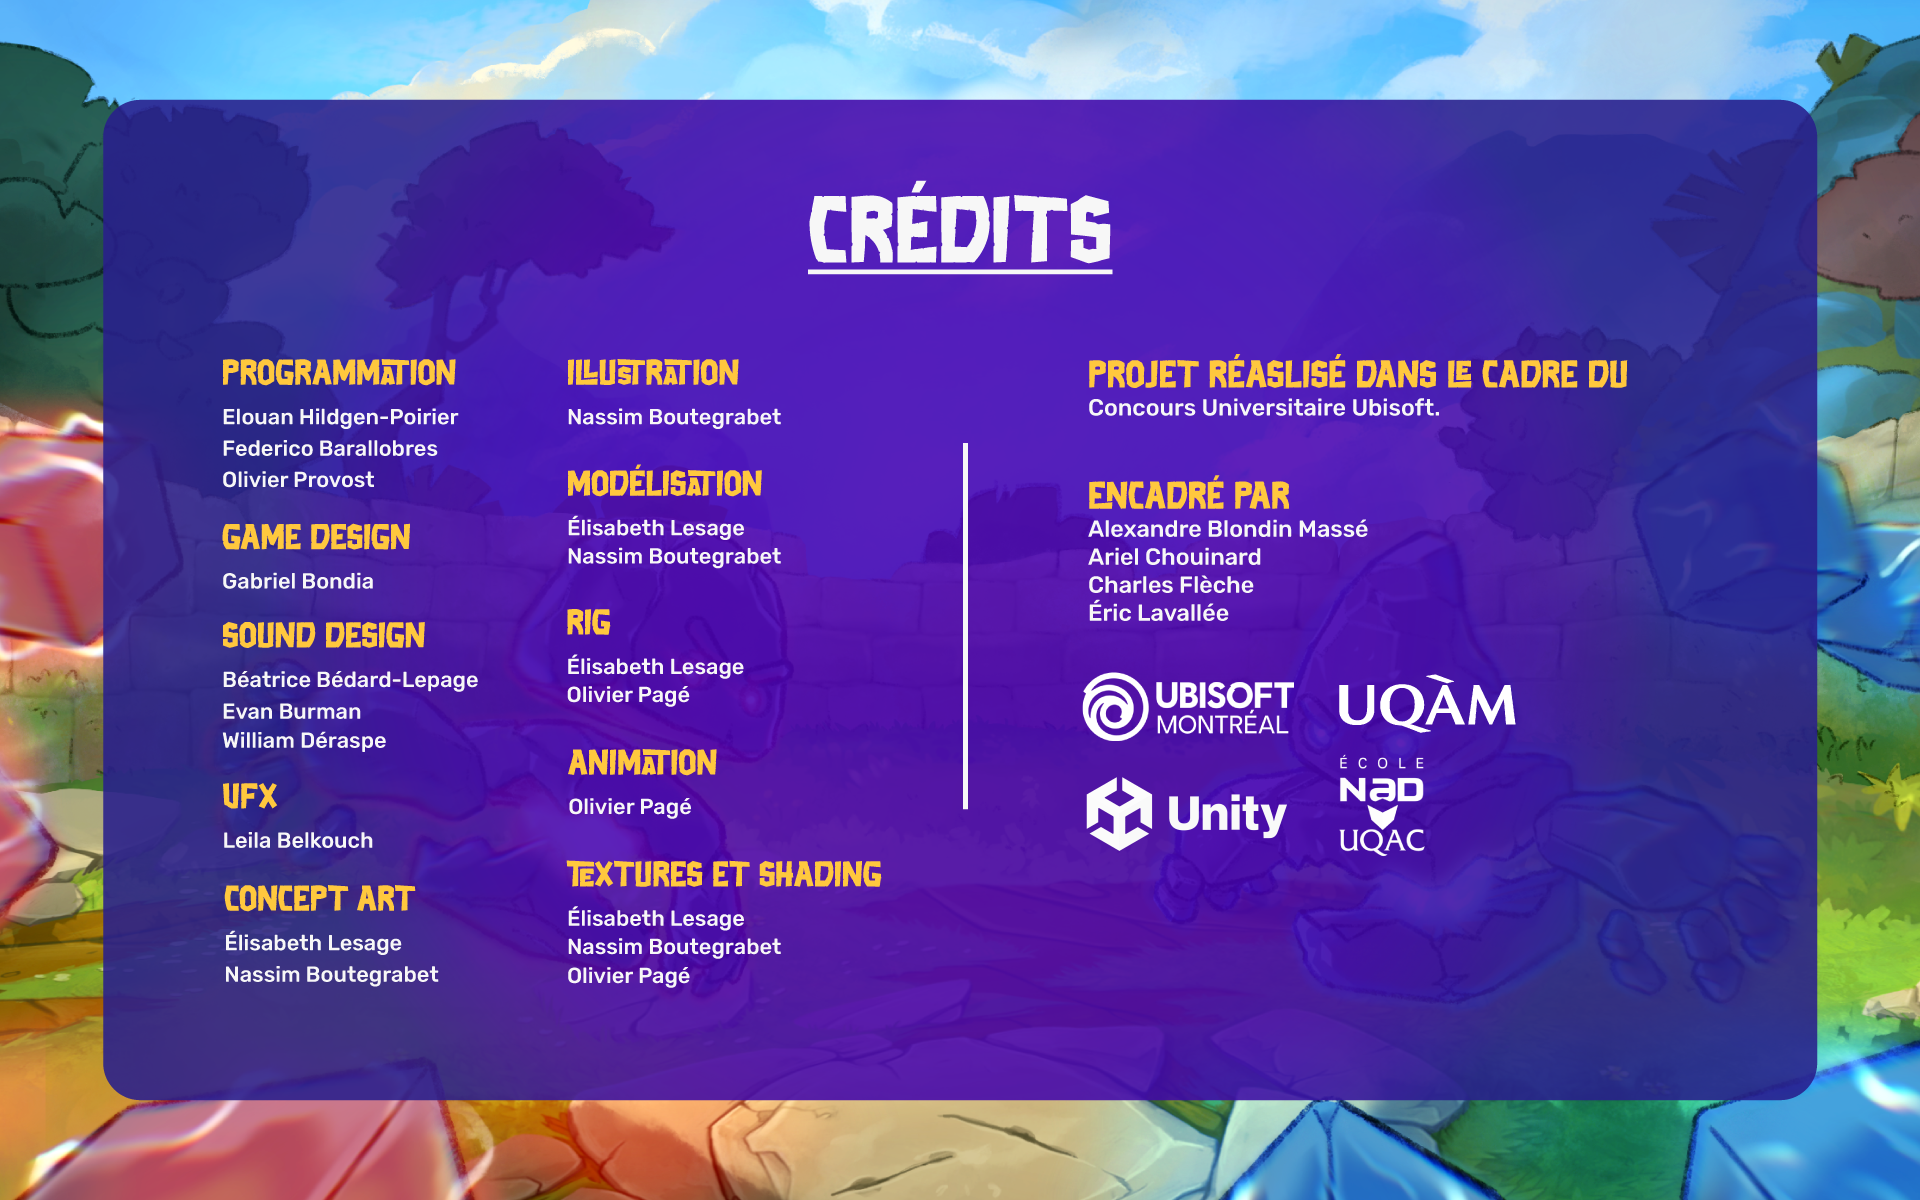 CRÉDITS
PROGRAMMATION
Elouan Hildgen-Poirier
Federico Barallobres
Olivier Provost
GAME DESIGN
Gabriel Bondia
SOUND DESIGN
Béatrice Bédard-Lepage
Evan Burman
William Déraspe
VFX
Leila Belkouch
CONCEPT ART
Élisabeth Lesage
Nassim Boutegrabet
ILLUSTRATION
Nassim Boutegrabet
MODÉLISATION
Élisabeth Lesage
Nassim Boutegrabet
RIG
Élisabeth Lesage
Olivier Pagé
ANIMATION
Olivier Pagé
TEXTURES ET SHADING
Élisabeth Lesage
Nassim Boutegrabet
Olivier Pagé
PROJET RÉASLISÉ DANS LE CADRE DU
Concours Universitaire Ubisoft.
ENCADRÉ PAR
Alexandre Blondin Massé
Ariel Chouinard
Charles Flèche
Éric Lavallée
UBISOFT
MONTRÉAL
UQÀM
Unity
ÉCOLE
NAD
UQAC